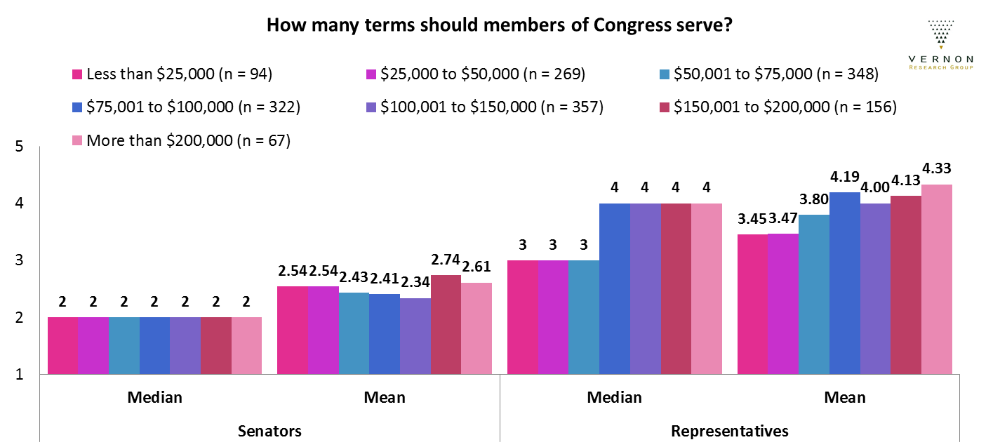 How many terms should members of Congress serve?
VERNON
RESEARCH GROUP
Less than $25,000 (n = 94)
$25,000 to $50,000 (n = 269)
$50,001 to $75,000 (n = 348)
$75,001 to $100,000 (n = 322)
$100,001 to $150,000 (n = 357)
$150,001 to $200,000 (n = 156)
More than $200,000 (n = 67)
5
4
3
2
1
2 2 2 2 2 2 2
2.54 2.54 2.43 2.41 2.34 2.74 2.61
3 3 3 4 4 4 4
3.45 3.47 3.80 4.19 4.00 4.13 4.33
Median Mean Median Mean
Senators Representatives